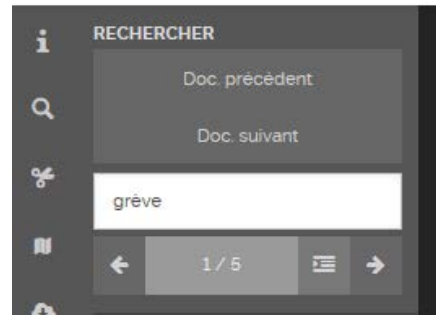 RECHERCHER
Doc. précédent
Doc. suivant
grève
1 / 5